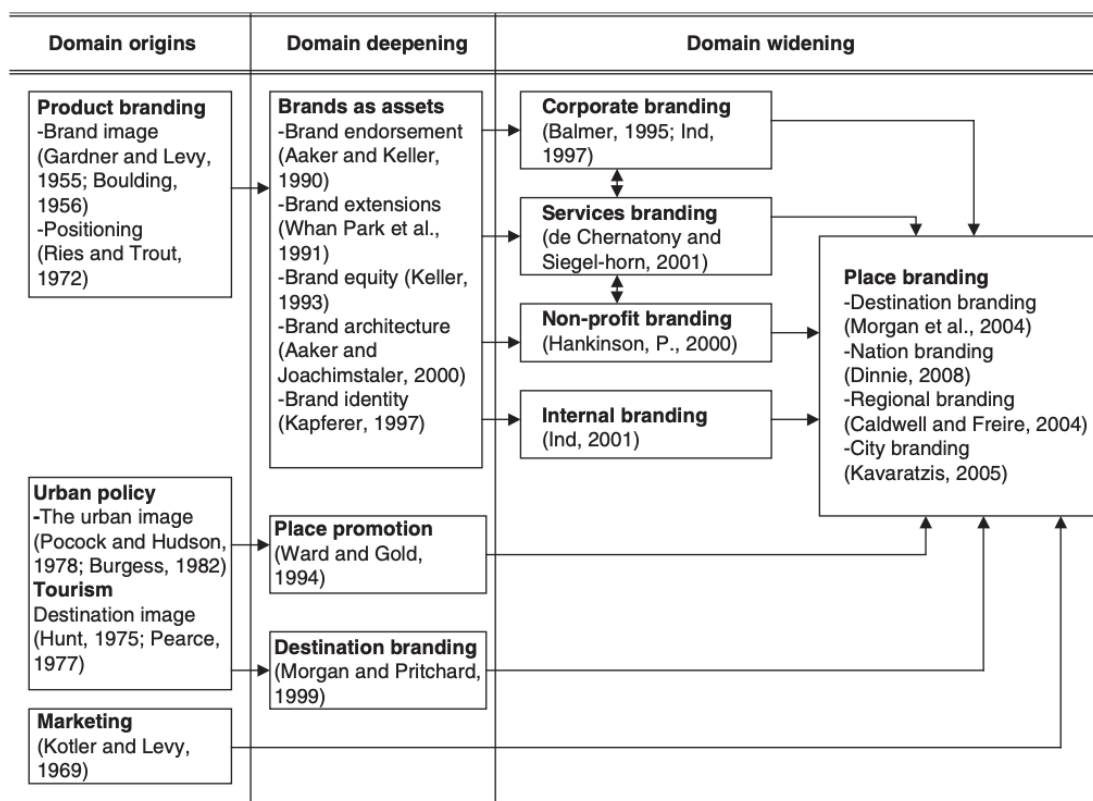 Domain origins
Domain deepening
Domain widening
Product branding
-Brand image
(Gardner and Levy,
1955; Boulding,
1956)
-Positioning
(Ries and Trout,
1972)
Brands as assets
-Brand endorsement
(Aaker and Keller,
1990)
-Brand extensions
(Whan Park et al.,
1991)
-Brand equity (Keller,
1993)
-Brand architecture
(Aaker and
Joachimstaler, 2000)
-Brand identity
(Kapferer, 1997)
Corporate branding
(Balmer, 1995; Ind,
1997)
Services branding
(de Chernatony and
Siegel-horn, 2001)
Non-profit branding
(Hankinson, P., 2000)
Internal branding
(Ind, 2001)
Place branding
-Destination branding
(Morgan et al., 2004)
-Nation branding
(Dinnie, 2008)
-Regional branding
(Caldwell and Freire, 2004)
-City branding
(Kavaratzis, 2005)
Urban policy
-The urban image
(Pocock and Hudson,
1978; Burgess, 1982)
Tourism
Destination image
(Hunt, 1975; Pearce,
1977)
Place promotion
(Ward and Gold,
1994)
Destination branding
(Morgan and Pritchard,
1999)
Marketing
(Kotler and Levy,
1969)